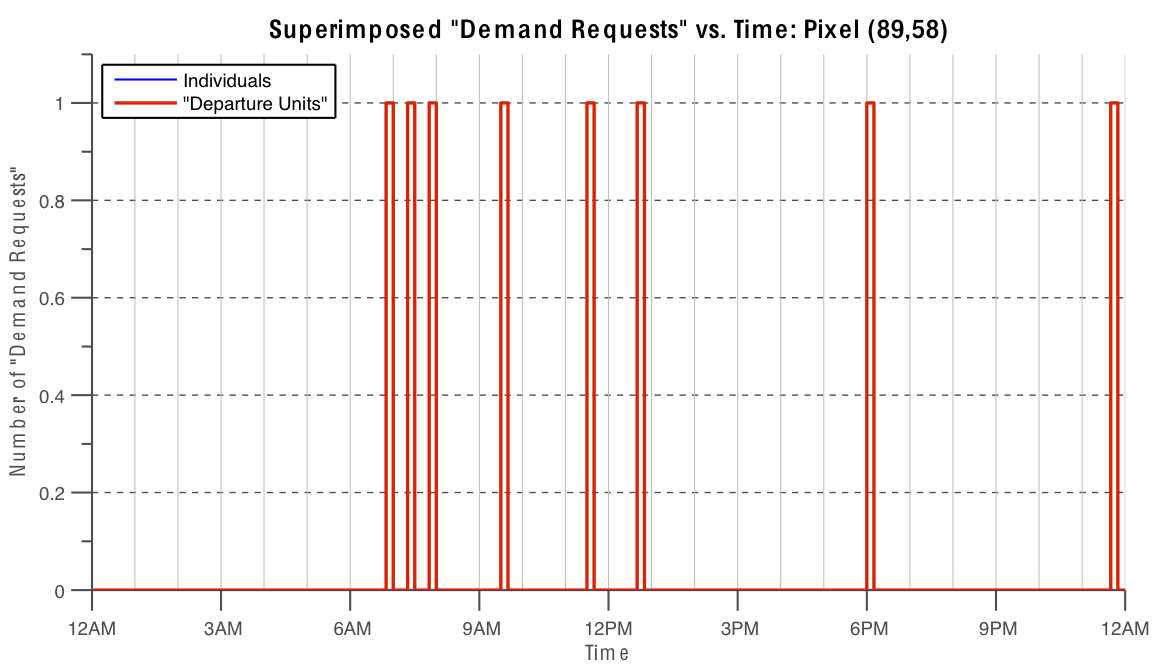 Superimposed "Demand Requests" vs. Time: Pixel (89,58)
Individuals
"Departure Units"
Number of "Demand Requests"
1
0.8
0.6
0.4
0.2
0
12AM 3AM 6AM 9AM 12PM 3PM 6PM 9PM 12AM
Time